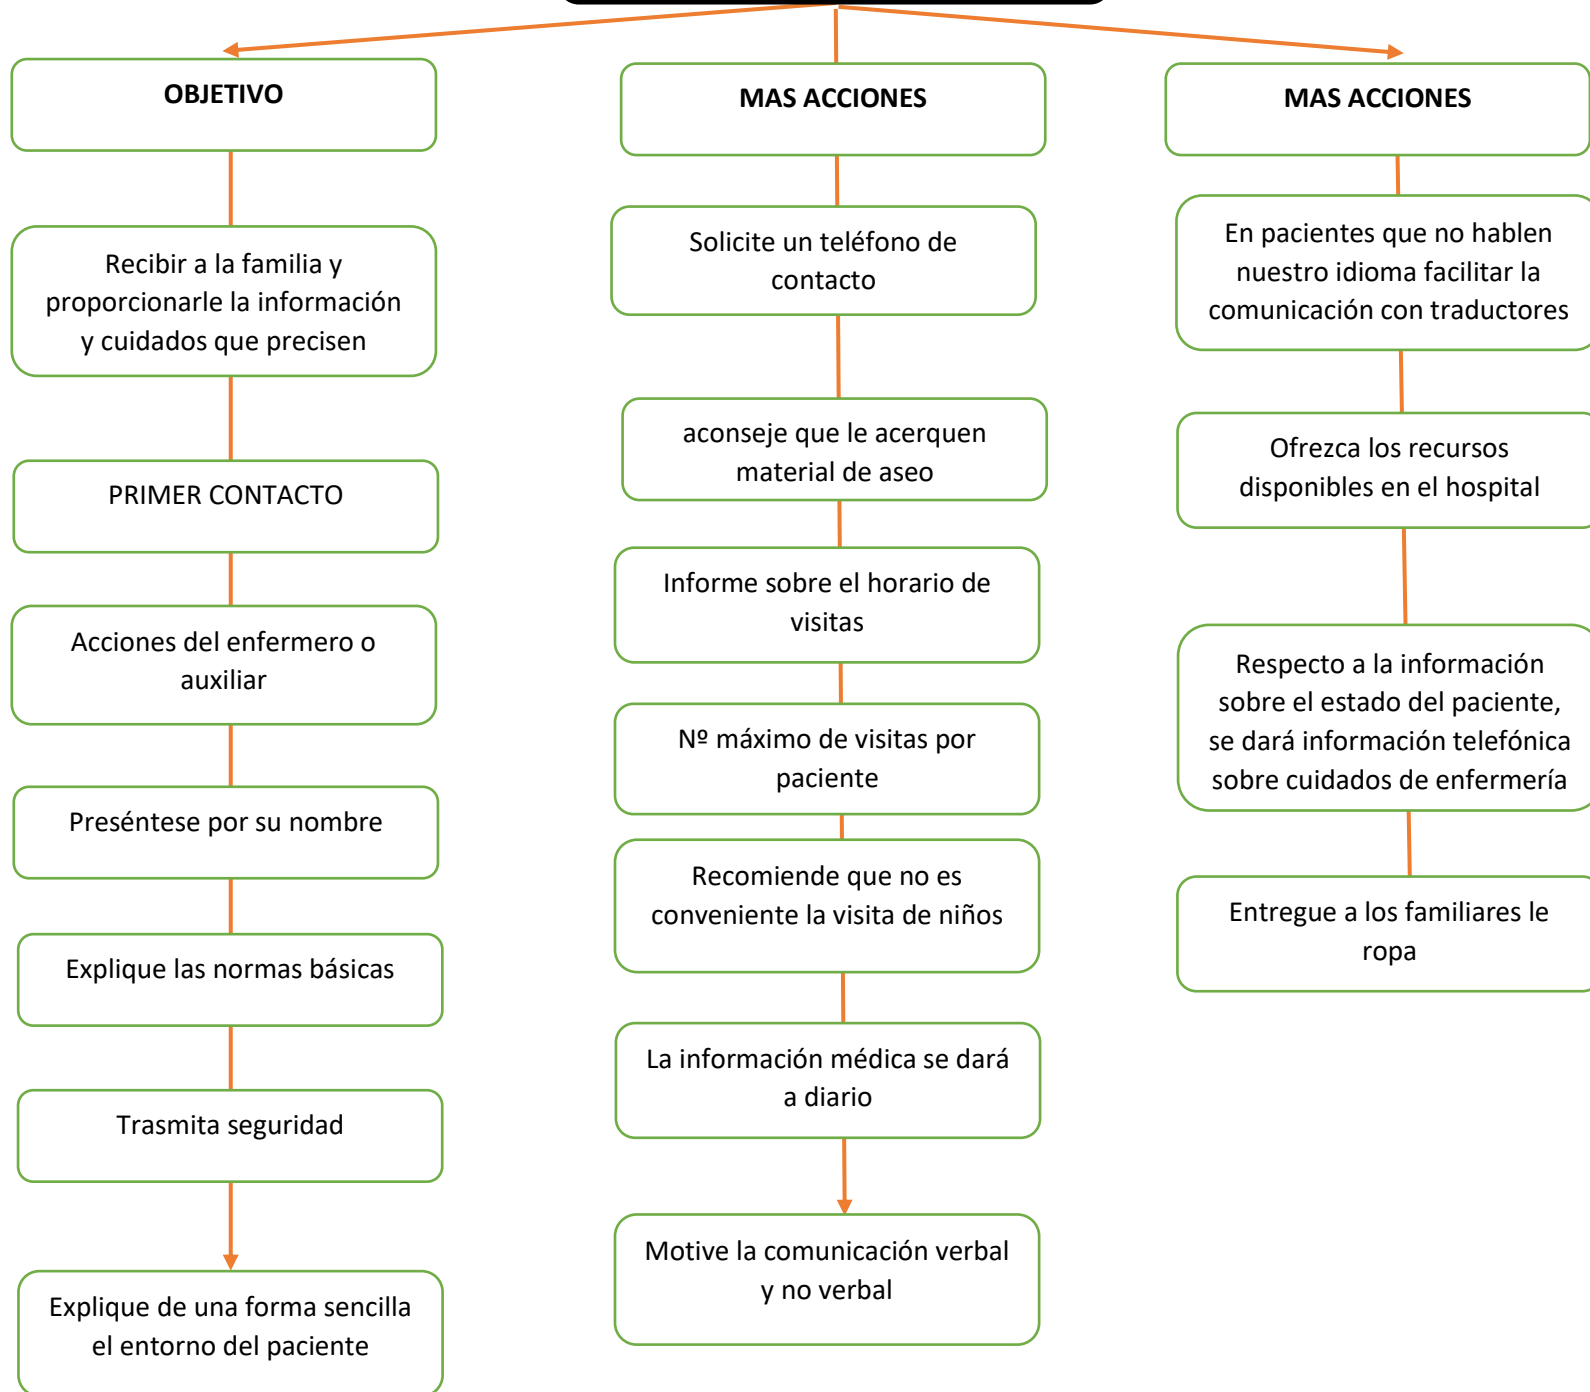 OBJETIVO
Recibir a la familia y
proporcionarle la información
y cuidados que precisen
PRIMER CONTACTO
Acciones del enfermero o
auxiliar
Preséntese por su nombre
Explique las normas básicas
Trasmita seguridad
Explique de una forma sencilla
el entorno del paciente
MAS ACCIONES
Solicite un teléfono de
contacto
aconseje que le acerquen
material de aseo
Informe sobre el horario de
visitas
Nº máximo de visitas por
paciente
Recomiende que no es
conveniente la visita de niños
La información médica se dará
a diario
Motive la comunicación verbal
y no verbal
MAS ACCIONES
En pacientes que no hablen
nuestro idioma facilitar la
comunicación con traductores
Ofrezca los recursos
disponibles en el hospital
Respecto a la información
sobre el estado del paciente,
se dará información telefónica
sobre cuidados de enfermería
Entregue a los familiares le
ropa